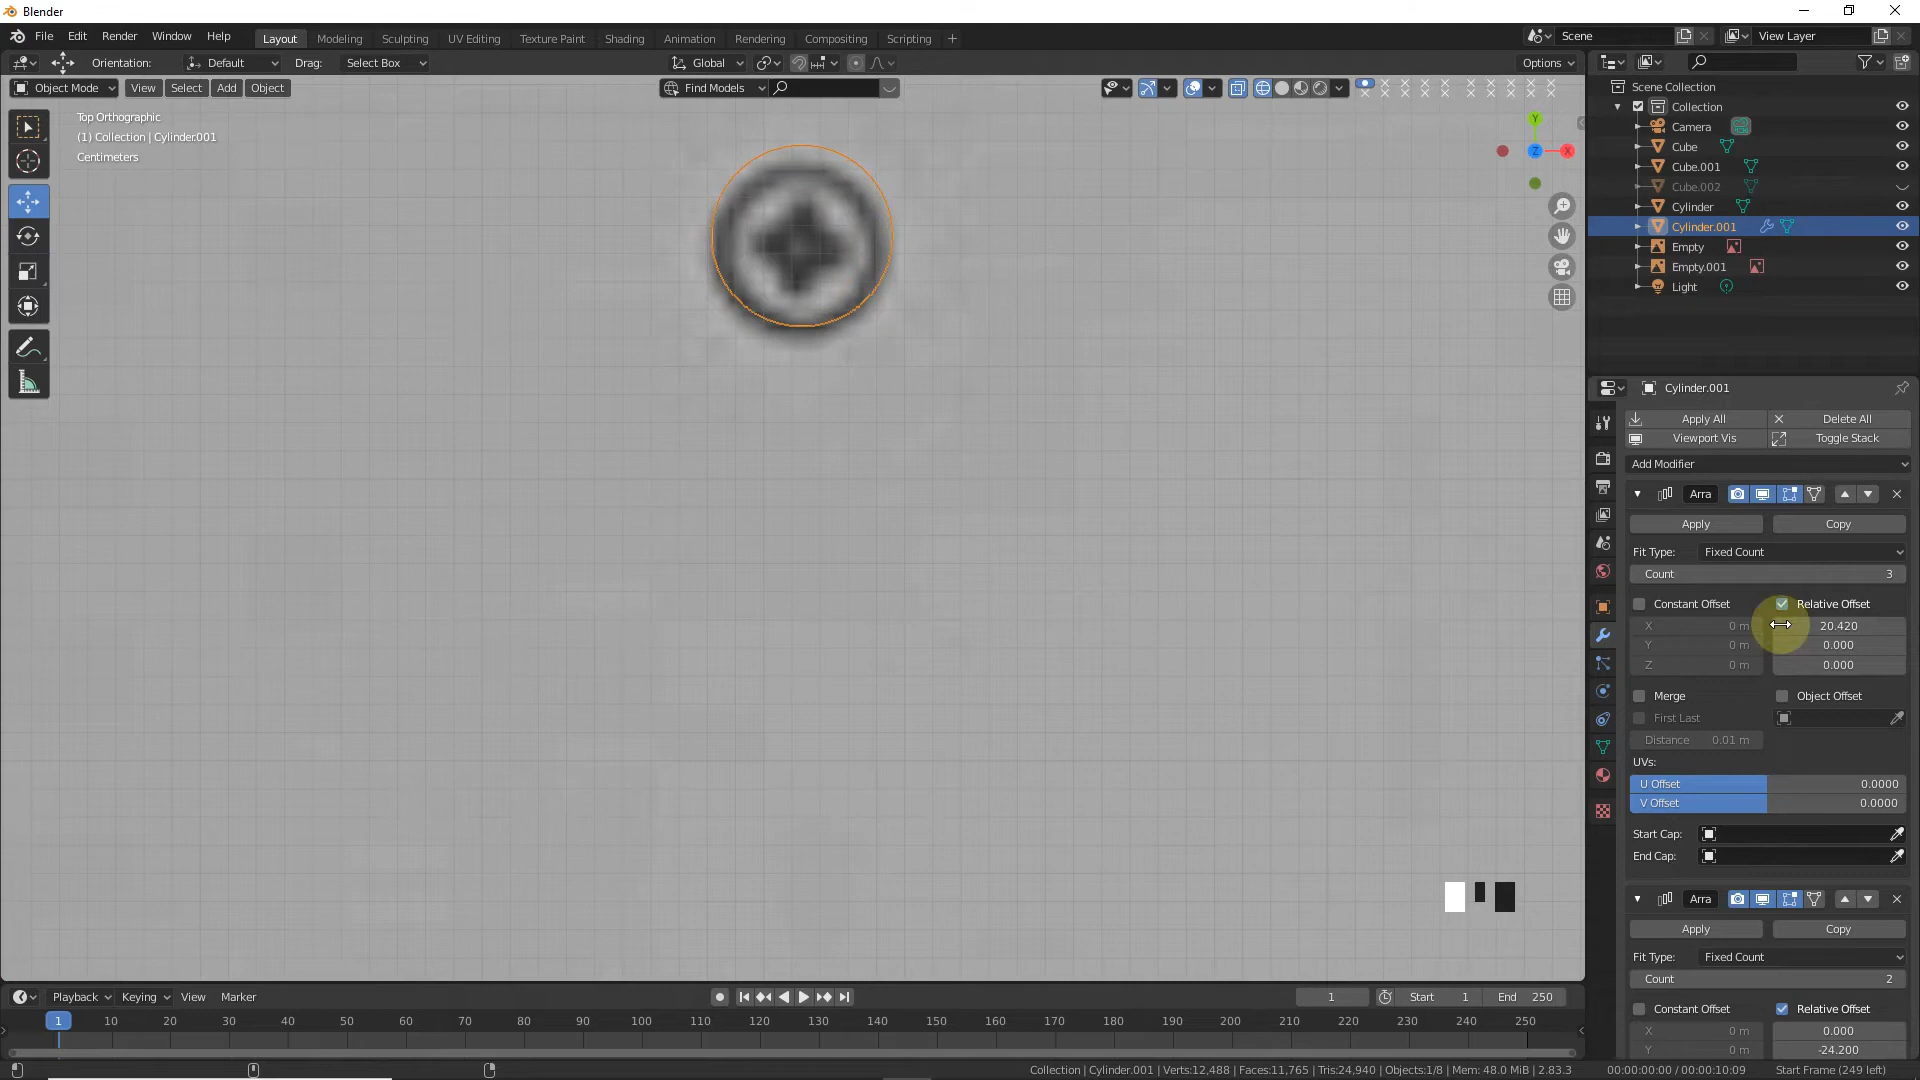 Blender
File Edit Render Window Help
Layout Modeling Sculpting UV Editing Texture Paint Shading Animation Rendering Compositing Scripting +
Scene View Layer
Orientation: Default Drag: Select Box Global Options
Object Mode View Select Add Object Find Models
Top Orthographic
(1) Collection | Cylinder.001
Centimeters
Y
Z X
Scene Collection
Collection
Camera
Cube
Cube.001
Cube.002
Cylinder
Cylinder.001
Empty
Empty.001
Light
Cylinder.001
Apply All Delete All
Viewport Vis Toggle Stack
Add Modifier
Arra
Apply Copy
Fit Type: Fixed Count
Count 3
Constant Offset Relative Offset
X 0 m 20.420
Y 0 m 0.000
Z 0 m 0.000
Merge Object Offset
First Last
Distance 0.01 m
UVs:
U Offset 0.0000
V Offset 0.0000
Start Cap:
End Cap:
Arra
Apply Copy
Fit Type: Fixed Count
Count 2
Constant Offset Relative Offset
X 0 m 0.000
Y 0 m -24.200
Playback Keying View Marker 1 Start 1 End 250
1 10 20 30 40 50 60 70 80 90 100 110 120 130 140 150 160 170 180 190 200 210 220 230 240 250
Collection | Cylinder.001 | Verts:12,488 | Faces:11,765 | Tris:24,940 | Objects:1/8 | Mem: 48.0 MiB | 2.83.3 00:00:00:00 / 00:00:10:09 Start Frame (249 left)